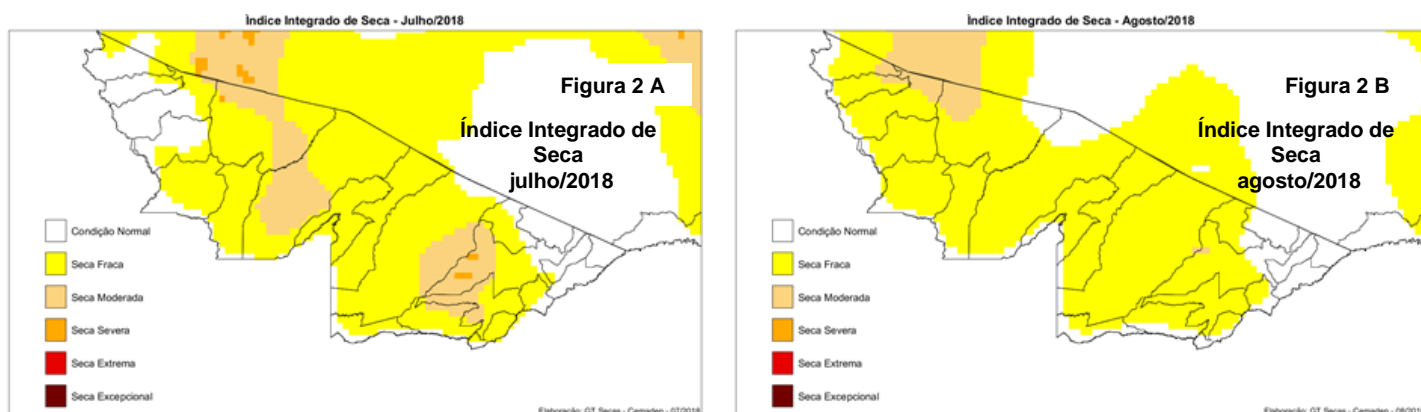 Índice Integrado de Seca - Julho/2018
Figura 2 A
Índice Integrado de
Seca
julho/2018
Condição Normal
Seca Fraca
Seca Moderada
Seca Severa
Seca Extrema
Seca Excepcional
Elaboração: GT Secas - Cemaden - 07/2018
Índice Integrado de Seca - Agosto/2018
Figura 2 B
Índice Integrado de
Seca
agosto/2018
Condição Normal
Seca Fraca
Seca Moderada
Seca Severa
Seca Extrema
Seca Excepcional
Elaboração: GT Secas - Cemaden - 08/201